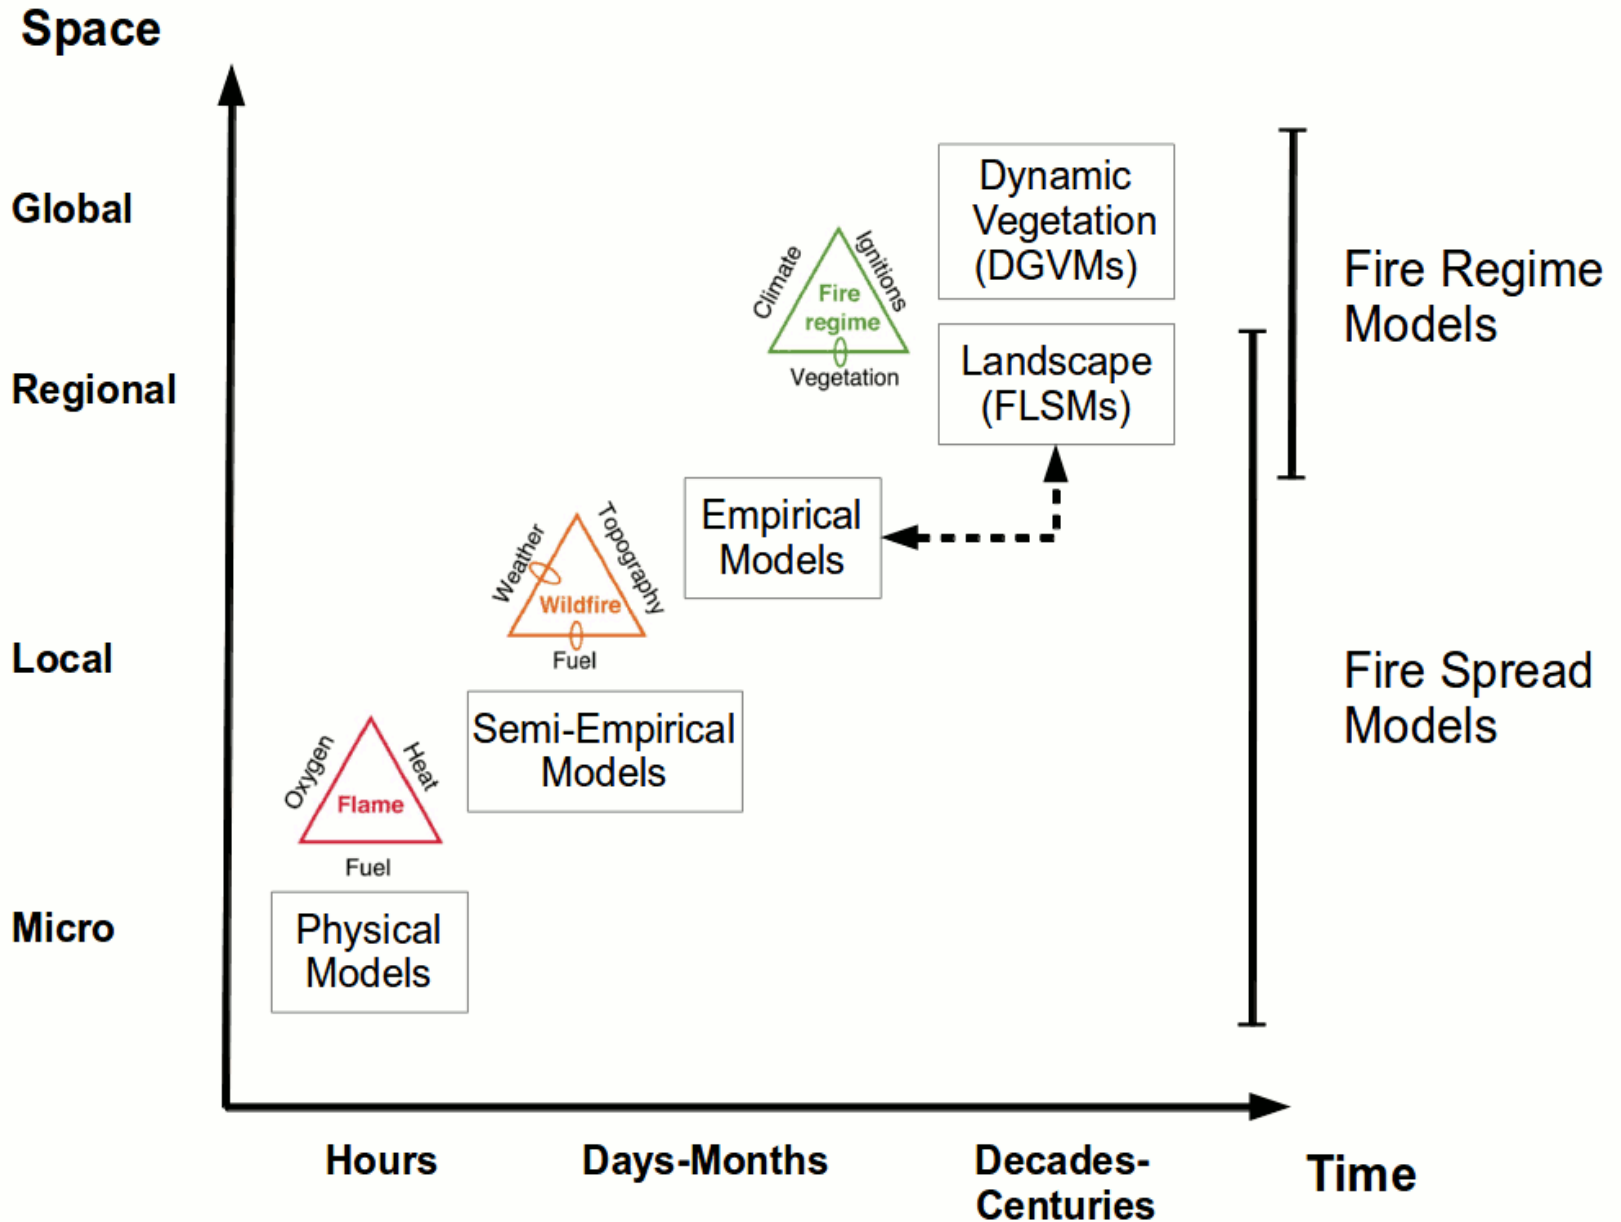 Space
Global
Regional
Local
Micro
Dynamic
Vegetation
(DGVMs)
Climate
Ignitions
Fire
regime
Vegetation
Landscape
(FLSMs)
Fire Regime
Models
Empirical
Models
Weather
Topography
Wildfire
Fuel
Semi-Empirical
Models
Fire Spread
Models
Oxygen
Heat
Flame
Fuel
Physical
Models
Hours
Days-Months
Decades-
Centuries
Time